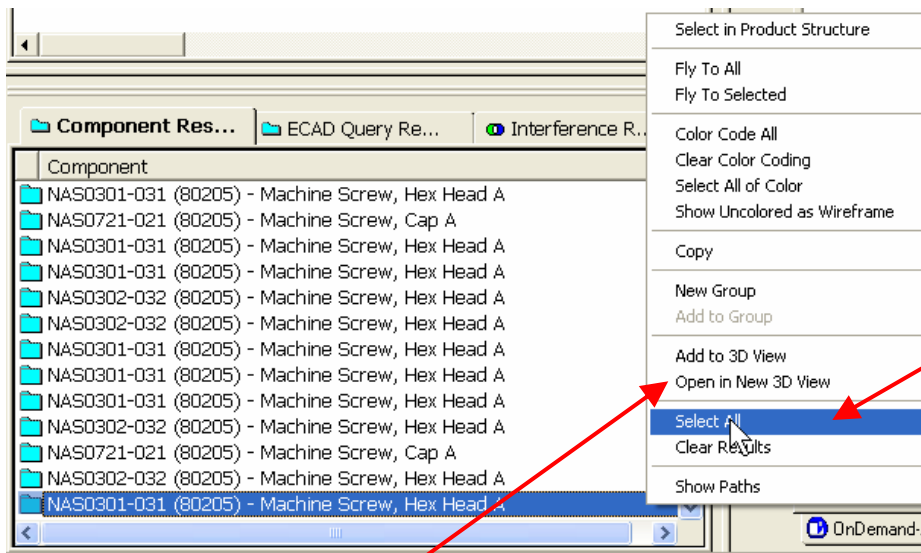 Component Res...
ECAD Query Re...
Interference R..
Component
NAS0301-031 (80205) - Machine Screw, Hex Head A
NAS0721-021 (80205) - Machine Screw, Cap A
NAS0301-031 (80205) - Machine Screw, Hex Head A
NAS0301-031 (80205) - Machine Screw, Hex Head A
NAS0302-032 (80205) - Machine Screw, Hex Head A
NAS0302-032 (80205) - Machine Screw, Hex Head A
NAS0301-031 (80205) - Machine Screw, Hex Head A
NAS0301-031 (80205) - Machine Screw, Hex Head A
NAS0301-031 (80205) - Machine Screw, Hex Head A
NAS0302-032 (80205) - Machine Screw, Hex Head A
NAS0721-021 (80205) - Machine Screw, Cap A
NAS0302-032 (80205) - Machine Screw, Hex Head A
NAS0301-031 (80205) - Machine Screw, Hex Head A
Select in Product Structure
Fly To All
Fly To Selected
Color Code All
Clear Color Coding
Select All of Color
Show Uncolored as Wireframe
Copy
New Group
Add to Group
Add to 3D View
Open in New 3D View
Select All
Clear Results
Show Paths
OnDemand-